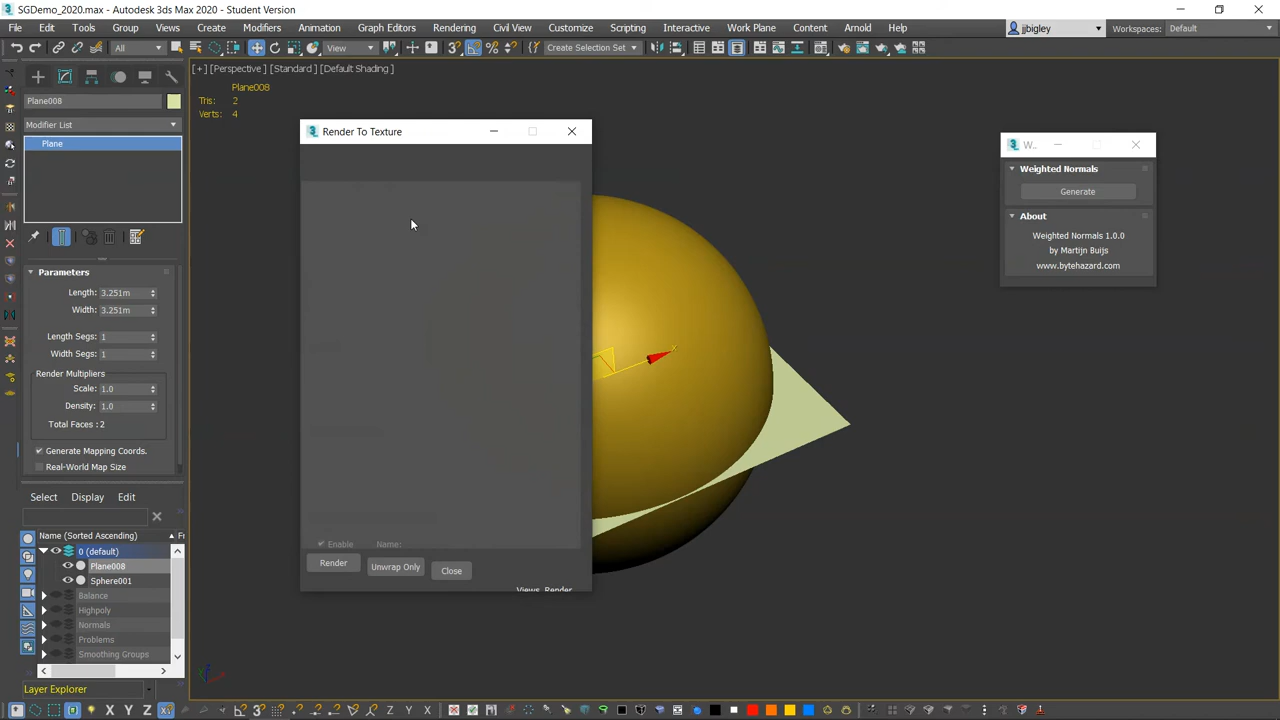 SGDemo_2020.max - Autodesk 3ds Max 2020 - Student Version
File Edit Tools Group Views Create Modifiers Animation Graph Editors Rendering Civil View Customize Scripting Interactive Work Plane Content Arnold Help jjbigley Workspaces: Default
All View Create Selection Set
[+] [Perspective ] [Standard ] [Default Shading ]
Plane008
Tris: 2
Verts: 4
Plane008
Modifier List
Plane
Parameters
Length: 3.251m
Width: 3.251m
Length Segs: 1
Width Segs: 1
Render Multipliers
Scale: 1.0
Density: 1.0
Total Faces : 2
Generate Mapping Coords.
Real-World Map Size
Select Display Edit
Name (Sorted Ascending) ▲ Fr
0 (default)
Plane008
Sphere001
Balance
Highpoly
Normals
Problems
Smoothing Groups
Layer Explorer
Render To Texture
Enable Name:
Render Unwrap Only Close
Views Render
W..
Weighted Normals
Generate
About
Weighted Normals 1.0.0
by Martijn Buijs
www.bytehazard.com
X Y Z XY